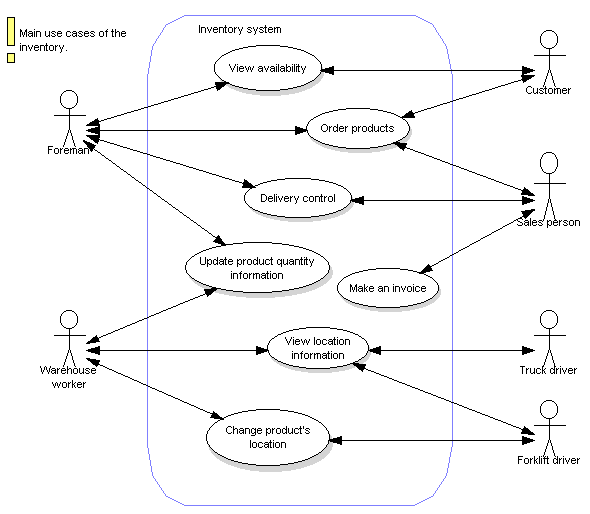 Main use cases of the
inventory.
Inventory system
View availability
Customer
Order products
Foreman
Delivery control
Sales person
Update product quantity
information
Make an invoice
View location
information
Warehouse
worker
Truck driver
Change product's
location
Forklift driver